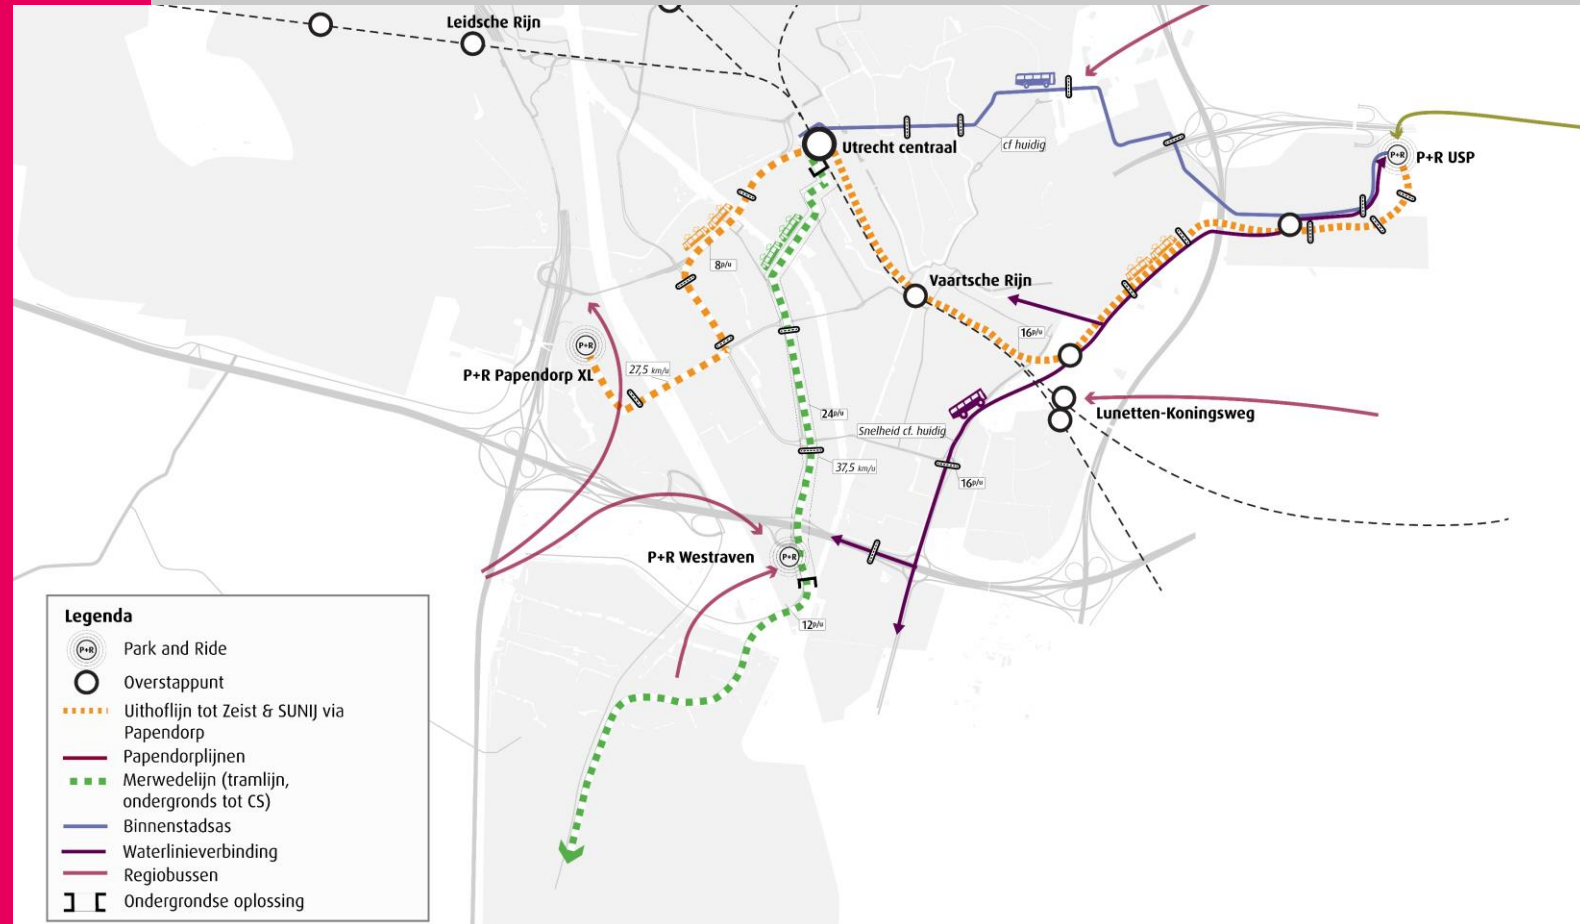 Leidsche Rijn
Utrecht centraal
cf huidig
P+R
P+R USP
8p/u
Vaartsche Rijn
16p/u
P+R
P+R Papendorp XL
27,5 km/u
24p/u
Lunetten-Koningsweg
Snelheid cf. huidig
37,5 km/u
16p/u
P+R Westraven
P+R
12p/u
Legenda
P+R
Park and Ride
Overstappunt
Uithoflijn tot Zeist & SUNIJ via
Papendorp
Papendorplijnen
Merwedelijn (tramlijn,
ondergronds tot CS)
Binnenstadsas
Waterlinieverbinding
Regiobussen
Ondergrondse oplossing